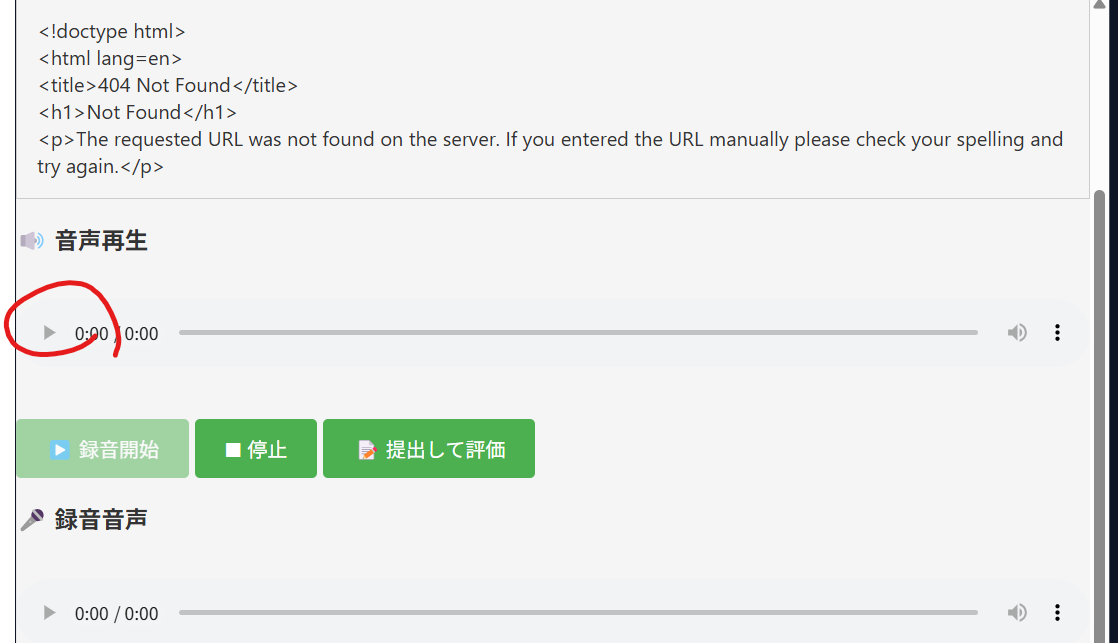 <!doctype html>
<html lang=en>
<title>404 Not Found</title>
<h1>Not Found</h1>
<p>The requested URL was not found on the server. If you entered the URL manually please check your spelling and
try again.</p>
音声再生
0:00 / 0:00
録音開始 停止 提出して評価
録音音声
0:00 / 0:00